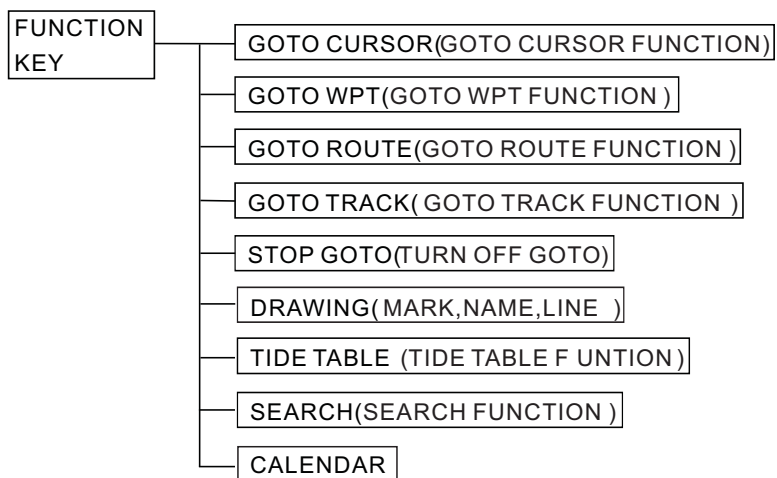 FUNCTION
KEY
GOTO CURSOR(GOTO CURSOR FUNCTION)
GOTO WPT(GOTO WPT FUNCTION )
GOTO ROUTE(GOTO ROUTE FUNCTION )
GOTO TRACK( GOTO TRACK FUNCTION )
STOP GOTO(TURN OFF GOTO)
DRAWING( MARK,NAME,LINE )
TIDE TABLE (TIDE TABLE F UNTION )
SEARCH(SEARCH FUNCTION )
CALENDAR